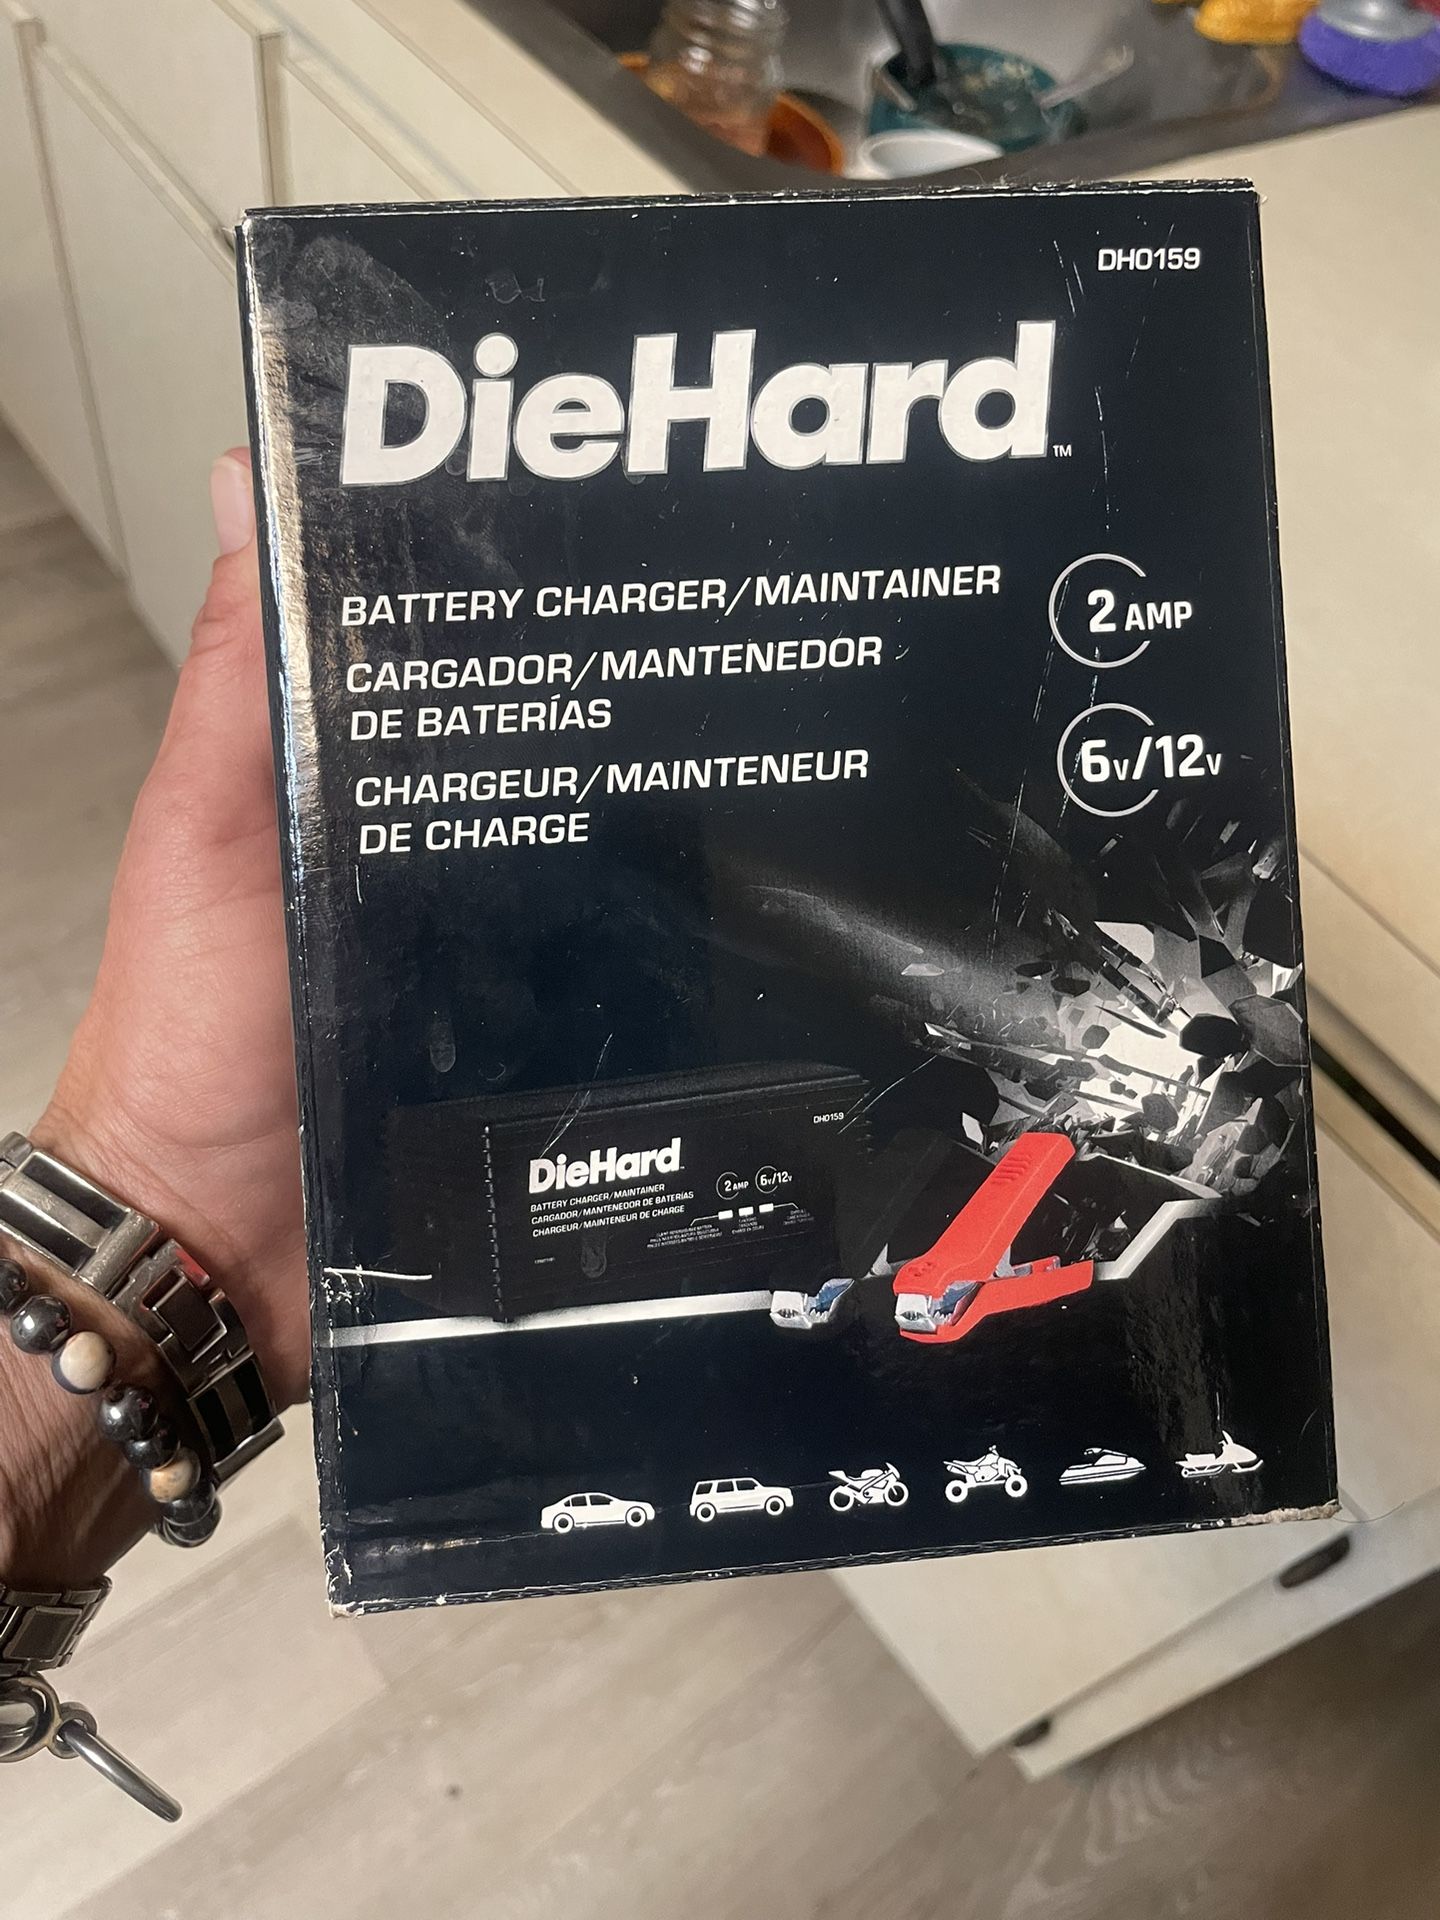 DH0159
DieHard™
BATTERY CHARGER/MAINTAINER
2 AMP
CARGADOR/MANTENEDOR
DE BATERÍAS
6V/12V
CHARGEUR/MAINTENEUR
DE CHARGE
DH0159
DieHard
2 AMP 6V/12V
BATTERY CHARGER/MAINTAINER
CARGADOR/MANTENEDOR DE BATERÍAS
CHARGEUR/MAINTENEUR DE CHARGE